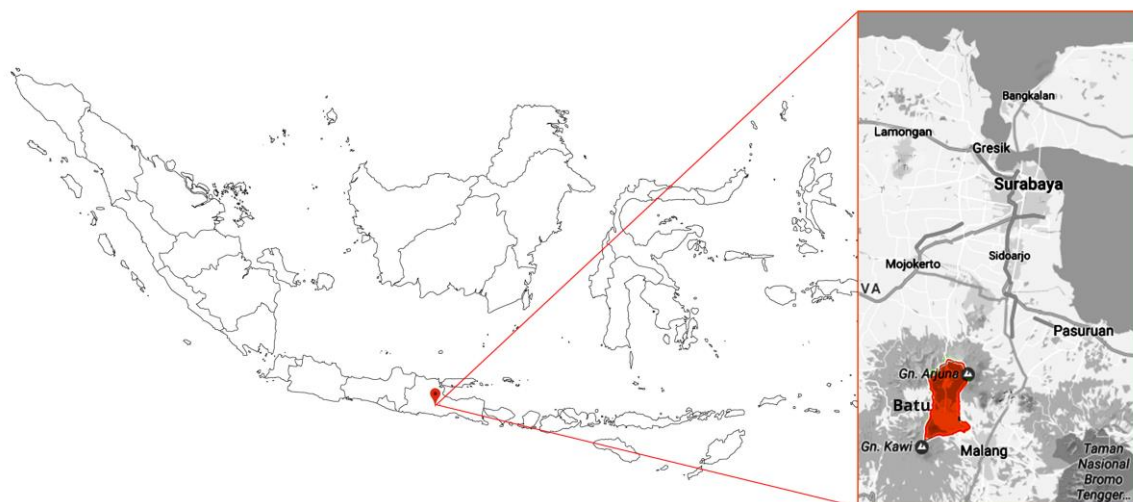 Bangkalan
Lamongan
Gresik
Surabaya
Mojokerto
Sidoarjo
VA
Pasuruan
Gn. Arjuna
Batu
Gn. Kawi
Malang
Taman
Nasional
Bromo
Tengger...